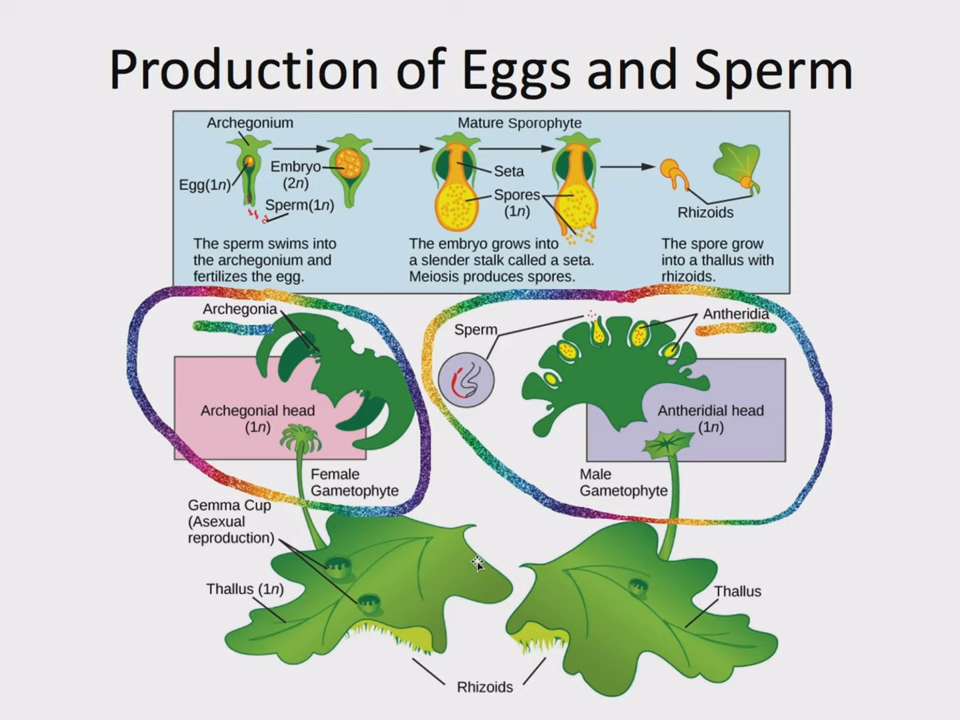 Production of Eggs and Sperm
Archegonium
Mature Sporophyte
Egg(1n)
Embryo
(2n)
Sperm(1n)
Seta
Spores
(1n)
Rhizoids
The sperm swims into
the archegonium and
fertilizes the egg.
The embryo grows into
a slender stalk called a seta.
Meiosis produces spores.
The spore grow
into a thallus with
rhizoids.
Archegonia
Sperm
Antheridia
Archegonial head
(1n)
Antheridial head
(1n)
Female
Gametophyte
Male
Gametophyte
Gemma Cup
(Asexual
reproduction)
Thallus (1n)
Thallus
Rhizoids